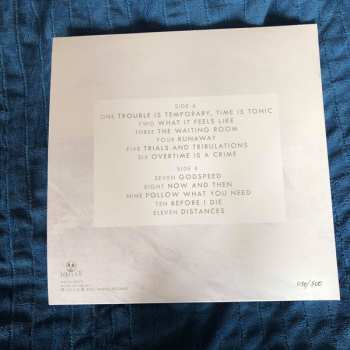 SIDE A
ONE TROUBLE IS TEMPORARY, TIME IS TONIC
TWO WHAT IT FEELS LIKE
THREE THE WAITING ROOM
FOUR RUNAWAY
FIVE TRIALS AND TRIBULATIONS
SIX OVERTIME IS A CRIME
SIDE B
SEVEN GODSPEED
EIGHT NOW AND THEN
NINE FOLLOW WHAT YOU NEED
TEN BEFORE I DIE
ELEVEN DISTANCES